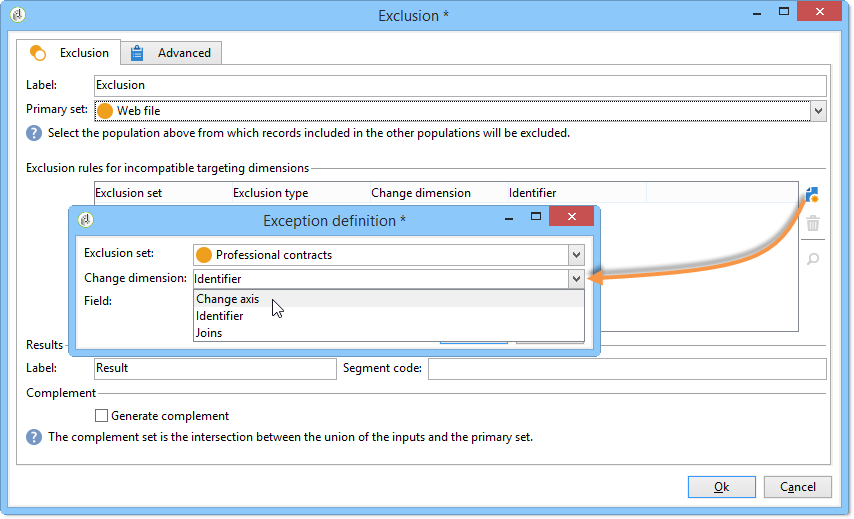 Exclusion *
Exclusion
Advanced
Label:
Exclusion
Primary set:
Web file
Select the population above from which records included in the other populations will be excluded.
Exclusion rules for incompatible targeting dimensions
Exclusion set
Exclusion type
Change dimension
Identifier
Exception definition *
Exclusion set:
Professional contracts
Change dimension:
Identifier
Field:
Change axis
Identifier
Joins
Results
Label:
Result
Segment code:
Complement
Generate complement
The complement set is the intersection between the union of the inputs and the primary set.
Ok
Cancel